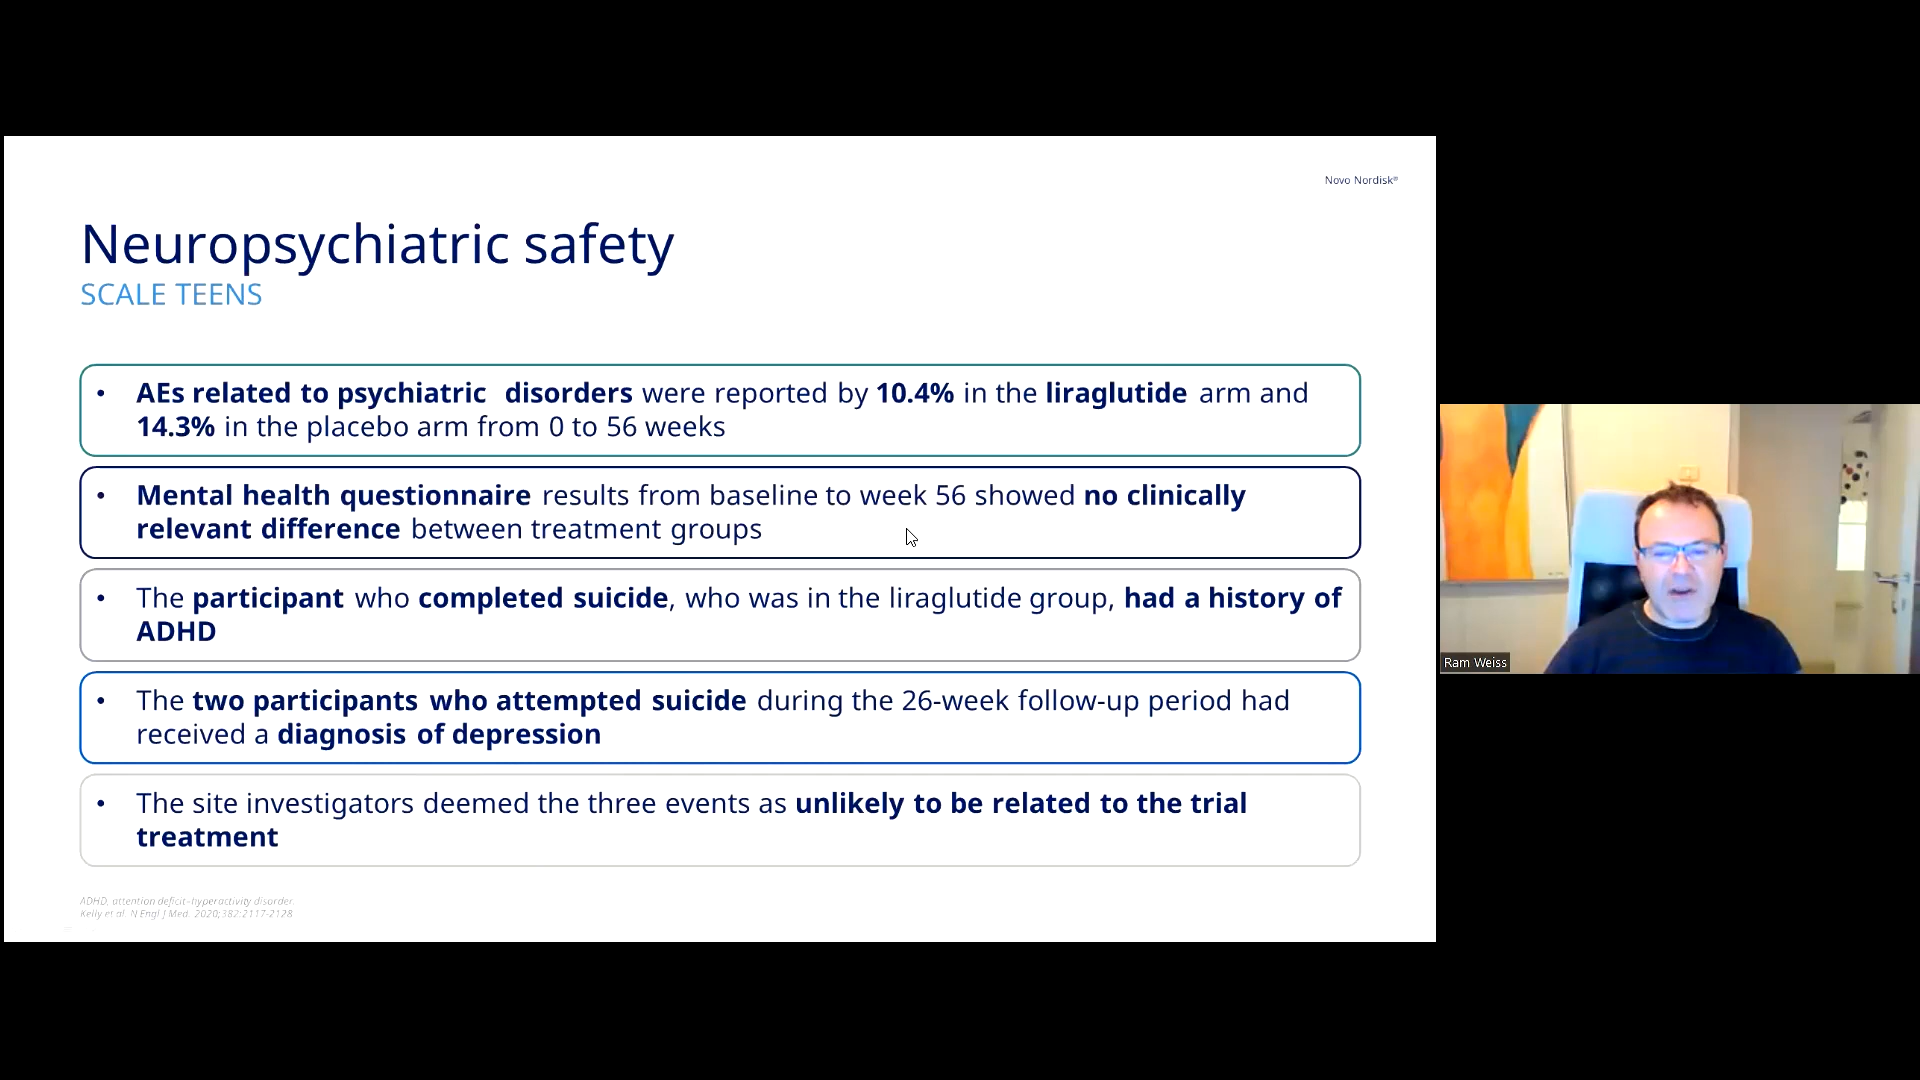 Novo Nordisk®
Neuropsychiatric safety
SCALE TEENS
• AEs related to psychiatric disorders were reported by 10.4% in the liraglutide arm and
14.3% in the placebo arm from 0 to 56 weeks
• Mental health questionnaire results from baseline to week 56 showed no clinically
relevant difference between treatment groups
• The participant who completed suicide, who was in the liraglutide group, had a history of
ADHD
• The two participants who attempted suicide during the 26-week follow-up period had
received a diagnosis of depression
• The site investigators deemed the three events as unlikely to be related to the trial
treatment
ADHD, attention deficit–hyperactivity disorder.
Kelly et al. N Engl J Med. 2020;382:2117-2128
Ram Weiss